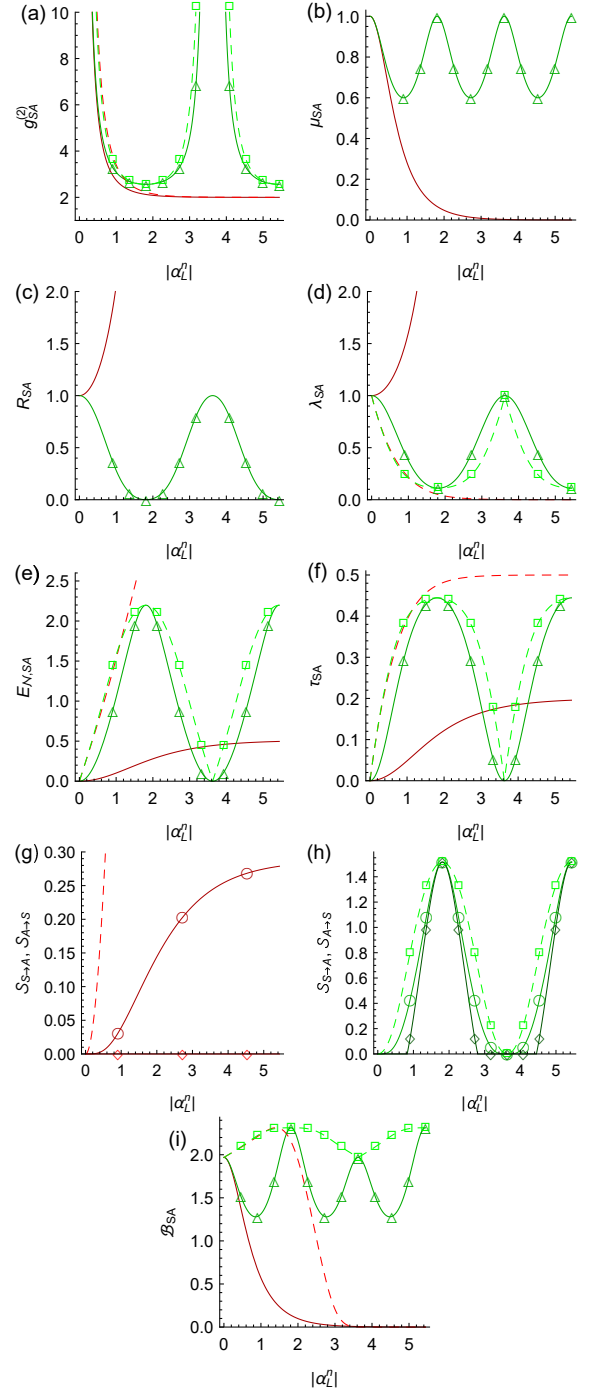 (a)
10
8
6
4
2
g_{SA}^{(2)}
0 1 2 3 4 5
|α_L^n|
(b)
1.0
0.8
0.6
0.4
0.2
0.0
μ_{SA}
0 1 2 3 4 5
|α_L^n|
(c)
2.0
1.5
1.0
0.5
0.0
R_{SA}
0 1 2 3 4 5
|α_L^n|
(d)
2.0
1.5
1.0
0.5
0.0
λ_{SA}
0 1 2 3 4 5
|α_L^n|
(e)
2.5
2.0
1.5
1.0
0.5
0.0
E_{N,SA}
0 1 2 3 4 5
|α_L^n|
(f)
0.5
0.4
0.3
0.2
0.1
0.0
τ_{SA}
0 1 2 3 4 5
|α_L^n|
(g)
0.30
0.25
0.20
0.15
0.10
0.05
0.00
S_{S→A}, S_{A→S}
0 1 2 3 4 5
|α_L^n|
(h)
1.4
1.2
1.0
0.8
0.6
0.4
0.2
0.0
S_{S→A}, S_{A→S}
0 1 2 3 4 5
|α_L^n|
(i)
2.0
1.5
1.0
0.5
0.0
B_{SA}
0 1 2 3 4 5
|α_L^n|